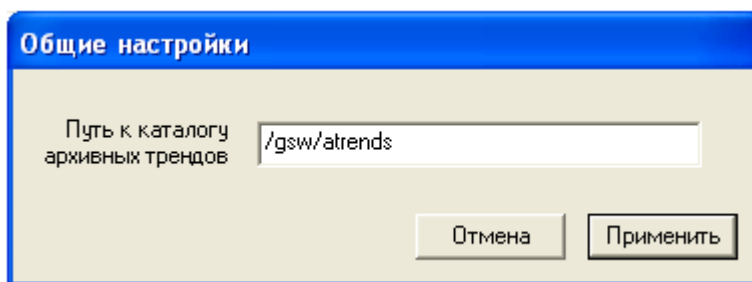 Общие настройки
Путь к каталогу
архивных трендов
/gsw/atrends
Отмена
Применить